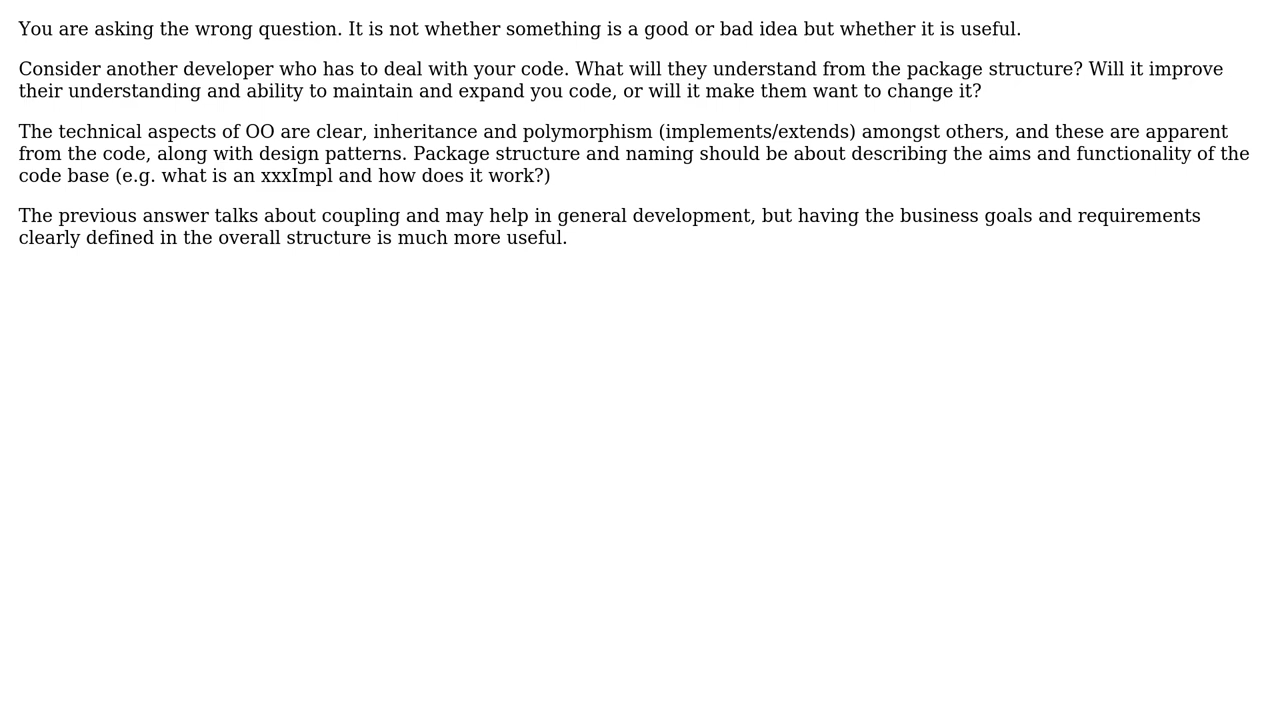 You are asking the wrong question. It is not whether something is a good or bad idea but whether it is useful.
Consider another developer who has to deal with your code. What will they understand from the package structure? Will it improve
their understanding and ability to maintain and expand you code, or will it make them want to change it?
The technical aspects of OO are clear, inheritance and polymorphism (implements/extends) amongst others, and these are apparent
from the code, along with design patterns. Package structure and naming should be about describing the aims and functionality of the
code base (e.g. what is an xxxImpl and how does it work?)
The previous answer talks about coupling and may help in general development, but having the business goals and requirements
clearly defined in the overall structure is much more useful.